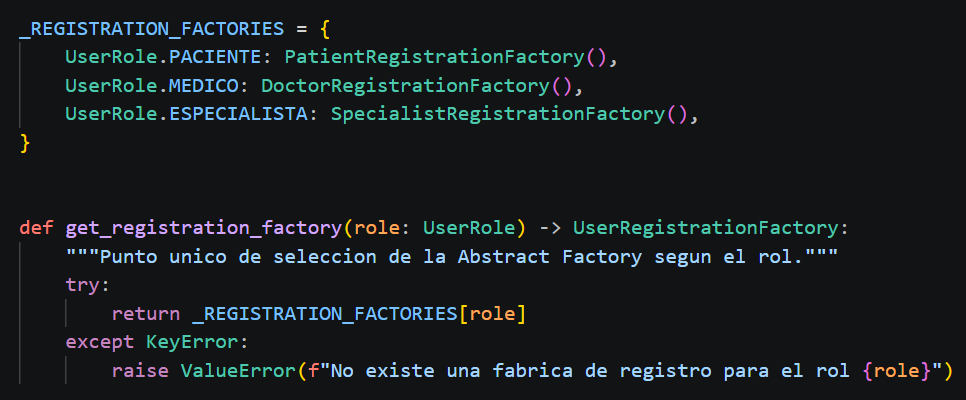 _REGISTRATION_FACTORIES = {
    UserRole.PACIENTE: PatientRegistrationFactory(),
    UserRole.MEDICO: DoctorRegistrationFactory(),
    UserRole.ESPECIALISTA: SpecialistRegistrationFactory(),
}
def get_registration_factory(role: UserRole) -> UserRegistrationFactory:
    """Punto unico de seleccion de la Abstract Factory segun el rol."""
    try:
        return _REGISTRATION_FACTORIES[role]
    except KeyError:
        raise ValueError(f"No existe una fabrica de registro para el rol {role}")